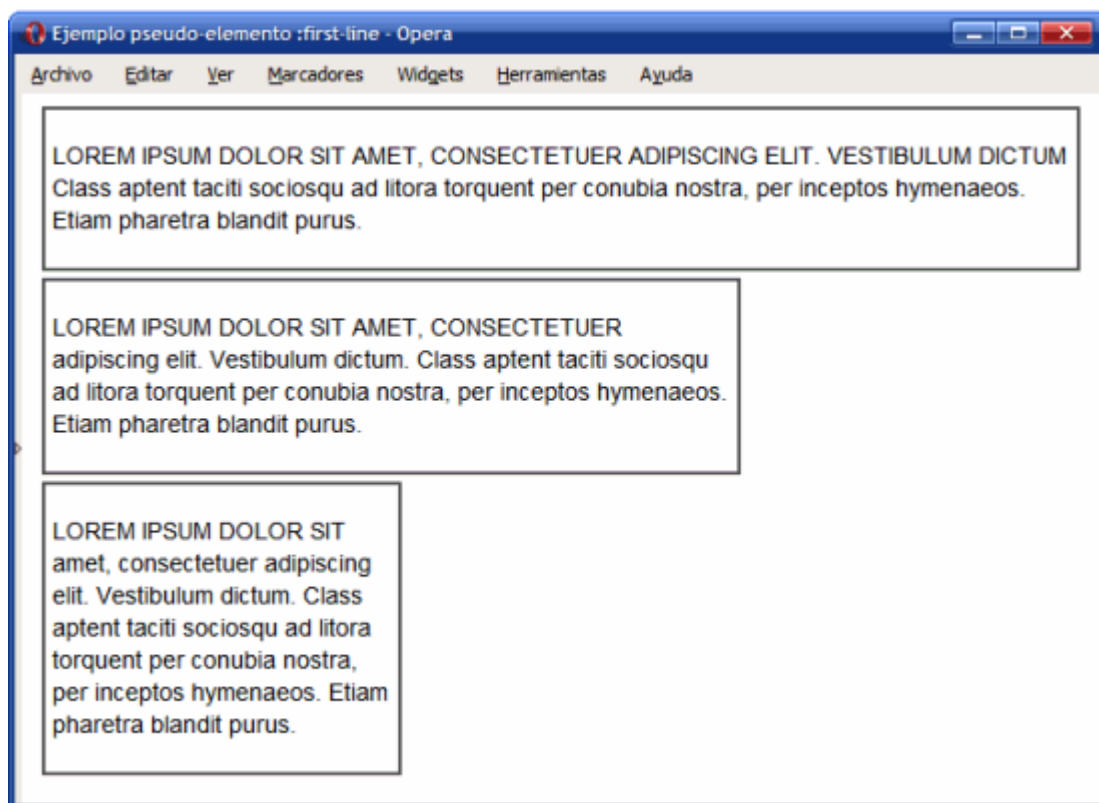 Ejemplo pseudo-elemento :first-line - Opera
Archivo Editar Ver Marcadores Widgets Herramientas Ayuda
LOREM IPSUM DOLOR SIT AMET, CONSECTETUER ADIPISCING ELIT. VESTIBULUM DICTUM
Class aptent taciti sociosqu ad litora torquent per conubia nostra, per inceptos hymenaeos.
Etiam pharetra blandit purus.
LOREM IPSUM DOLOR SIT AMET, CONSECTETUER
adipiscing elit. Vestibulum dictum. Class aptent taciti sociosqu
ad litora torquent per conubia nostra, per inceptos hymenaeos.
Etiam pharetra blandit purus.
LOREM IPSUM DOLOR SIT
amet, consectetuer adipiscing
elit. Vestibulum dictum. Class
aptent taciti sociosqu ad litora
torquent per conubia nostra,
per inceptos hymenaeos. Etiam
pharetra blandit purus.